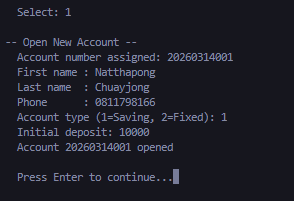 Select: 1
-- Open New Account --
Account number assigned: 20260314001
First name : Natthapong
Last name  : Chuayjong
Phone      : 0811798166
Account type (1=Saving, 2=Fixed): 1
Initial deposit: 10000
Account 20260314001 opened
Press Enter to continue...